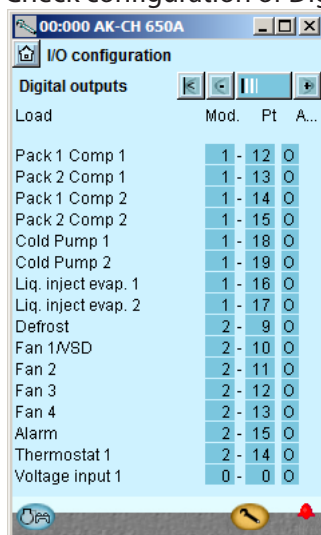 00:000 AK-CH 650A
I/O configuration
Digital outputs
Load Mod. Pt A...
Pack 1 Comp 1 1 - 12 O
Pack 2 Comp 1 1 - 13 O
Pack 1 Comp 2 1 - 14 O
Pack 2 Comp 2 1 - 15 O
Cold Pump 1 1 - 18 O
Cold Pump 2 1 - 19 O
Liq. inject evap. 1 1 - 16 O
Liq. inject evap. 2 1 - 17 O
Defrost 2 - 9 O
Fan 1/VSD 2 - 10 O
Fan 2 2 - 11 O
Fan 3 2 - 12 O
Fan 4 2 - 13 O
Alarm 2 - 15 O
Thermostat 1 2 - 14 O
Voltage input 1 0 - 0 O